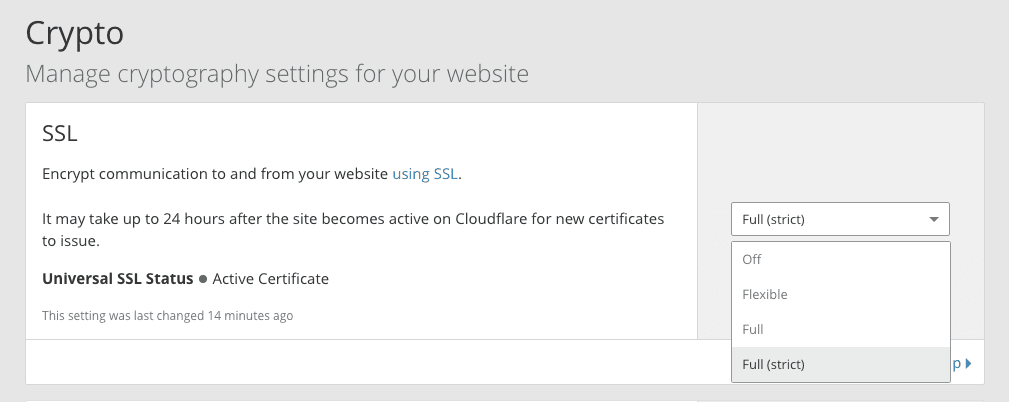 Crypto
Manage cryptography settings for your website
SSL
Encrypt communication to and from your website using SSL.
It may take up to 24 hours after the site becomes active on Cloudflare for new certificates
to issue.
Universal SSL Status ● Active Certificate
This setting was last changed 14 minutes ago
Full (strict)
Off
Flexible
Full
Full (strict)